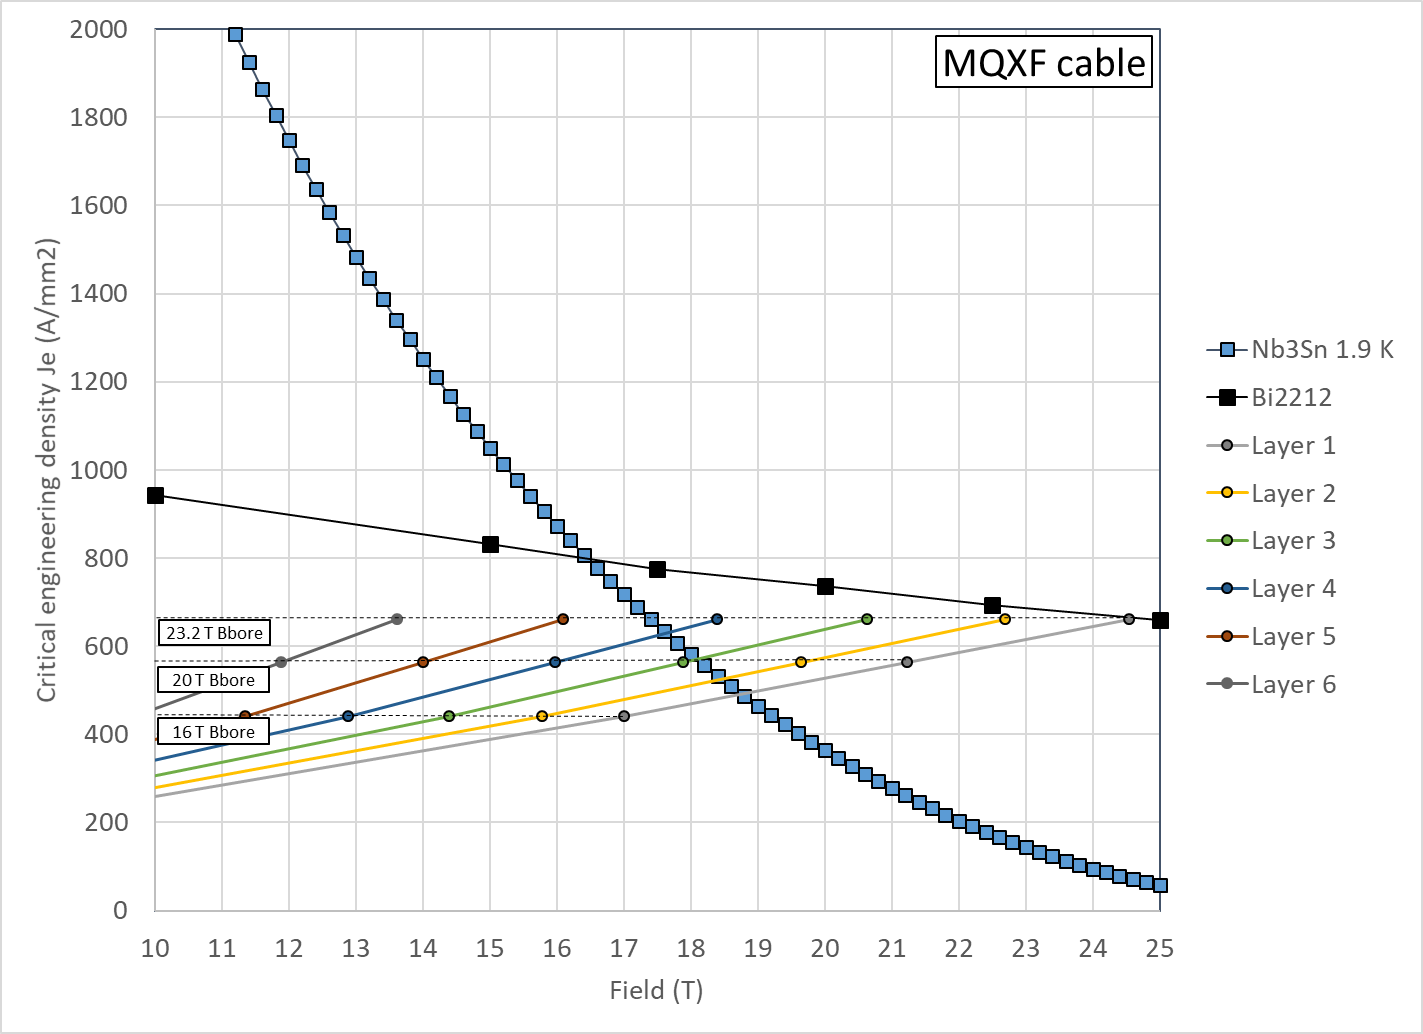 MQXF cable
Critical engineering density Je (A/mm2)
2000
1800
1600
1400
1200
1000
800
600
400
200
0
23.2 T Bbore
20 T Bbore
16 T Bbore
10 11 12 13 14 15 16 17 18 19 20 21 22 23 24 25
Field (T)
Nb3Sn 1.9 K
Bi2212
Layer 1
Layer 2
Layer 3
Layer 4
Layer 5
Layer 6